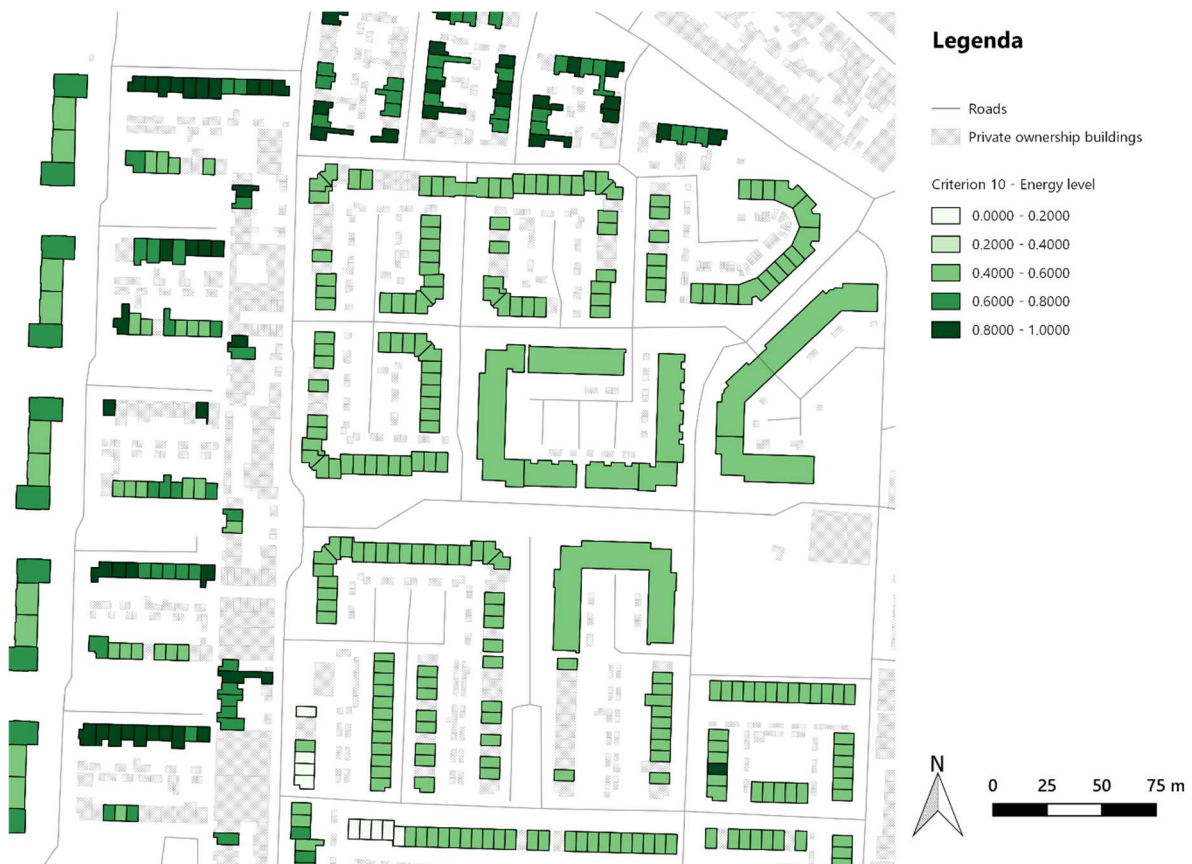 Legenda
Roads
Private ownership buildings
Criterion 10 - Energy level
0.0000 - 0.2000
0.2000 - 0.4000
0.4000 - 0.6000
0.6000 - 0.8000
0.8000 - 1.0000
N
0 25 50 75 m